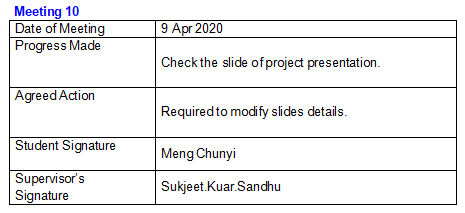 Meeting 10
Date of Meeting 9 Apr 2020
Progress Made
Check the slide of project presentation.
Agreed Action
Required to modify slides details.
Student Signature
Meng Chunyi
Supervisor's
Signature
Sukjeet.Kuar.Sandhu